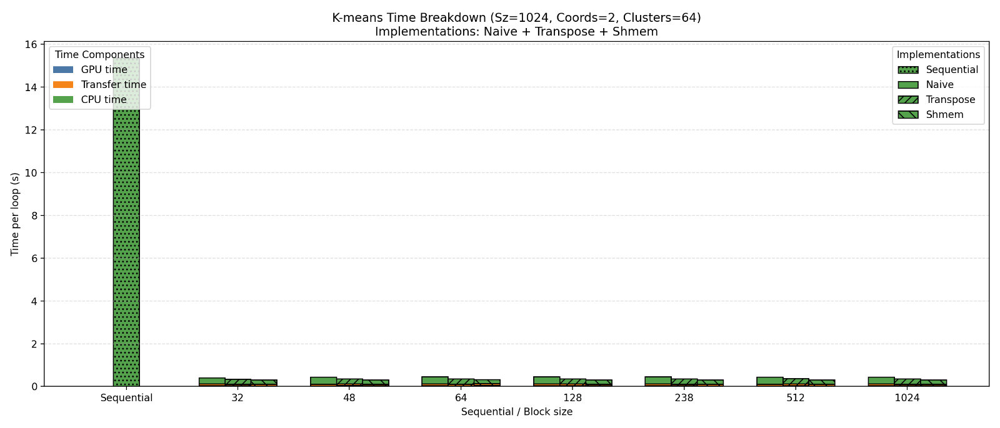 K-means Time Breakdown (Sz=1024, Coords=2, Clusters=64)
Implementations: Naive + Transpose + Shmem
Time Components
GPU time
Transfer time
CPU time
Implementations
Sequential
Naive
Transpose
Shmem
Time per loop (s)
16
14
12
10
8
6
4
2
0
Sequential
32
48
64
128
238
512
1024
Sequential / Block size